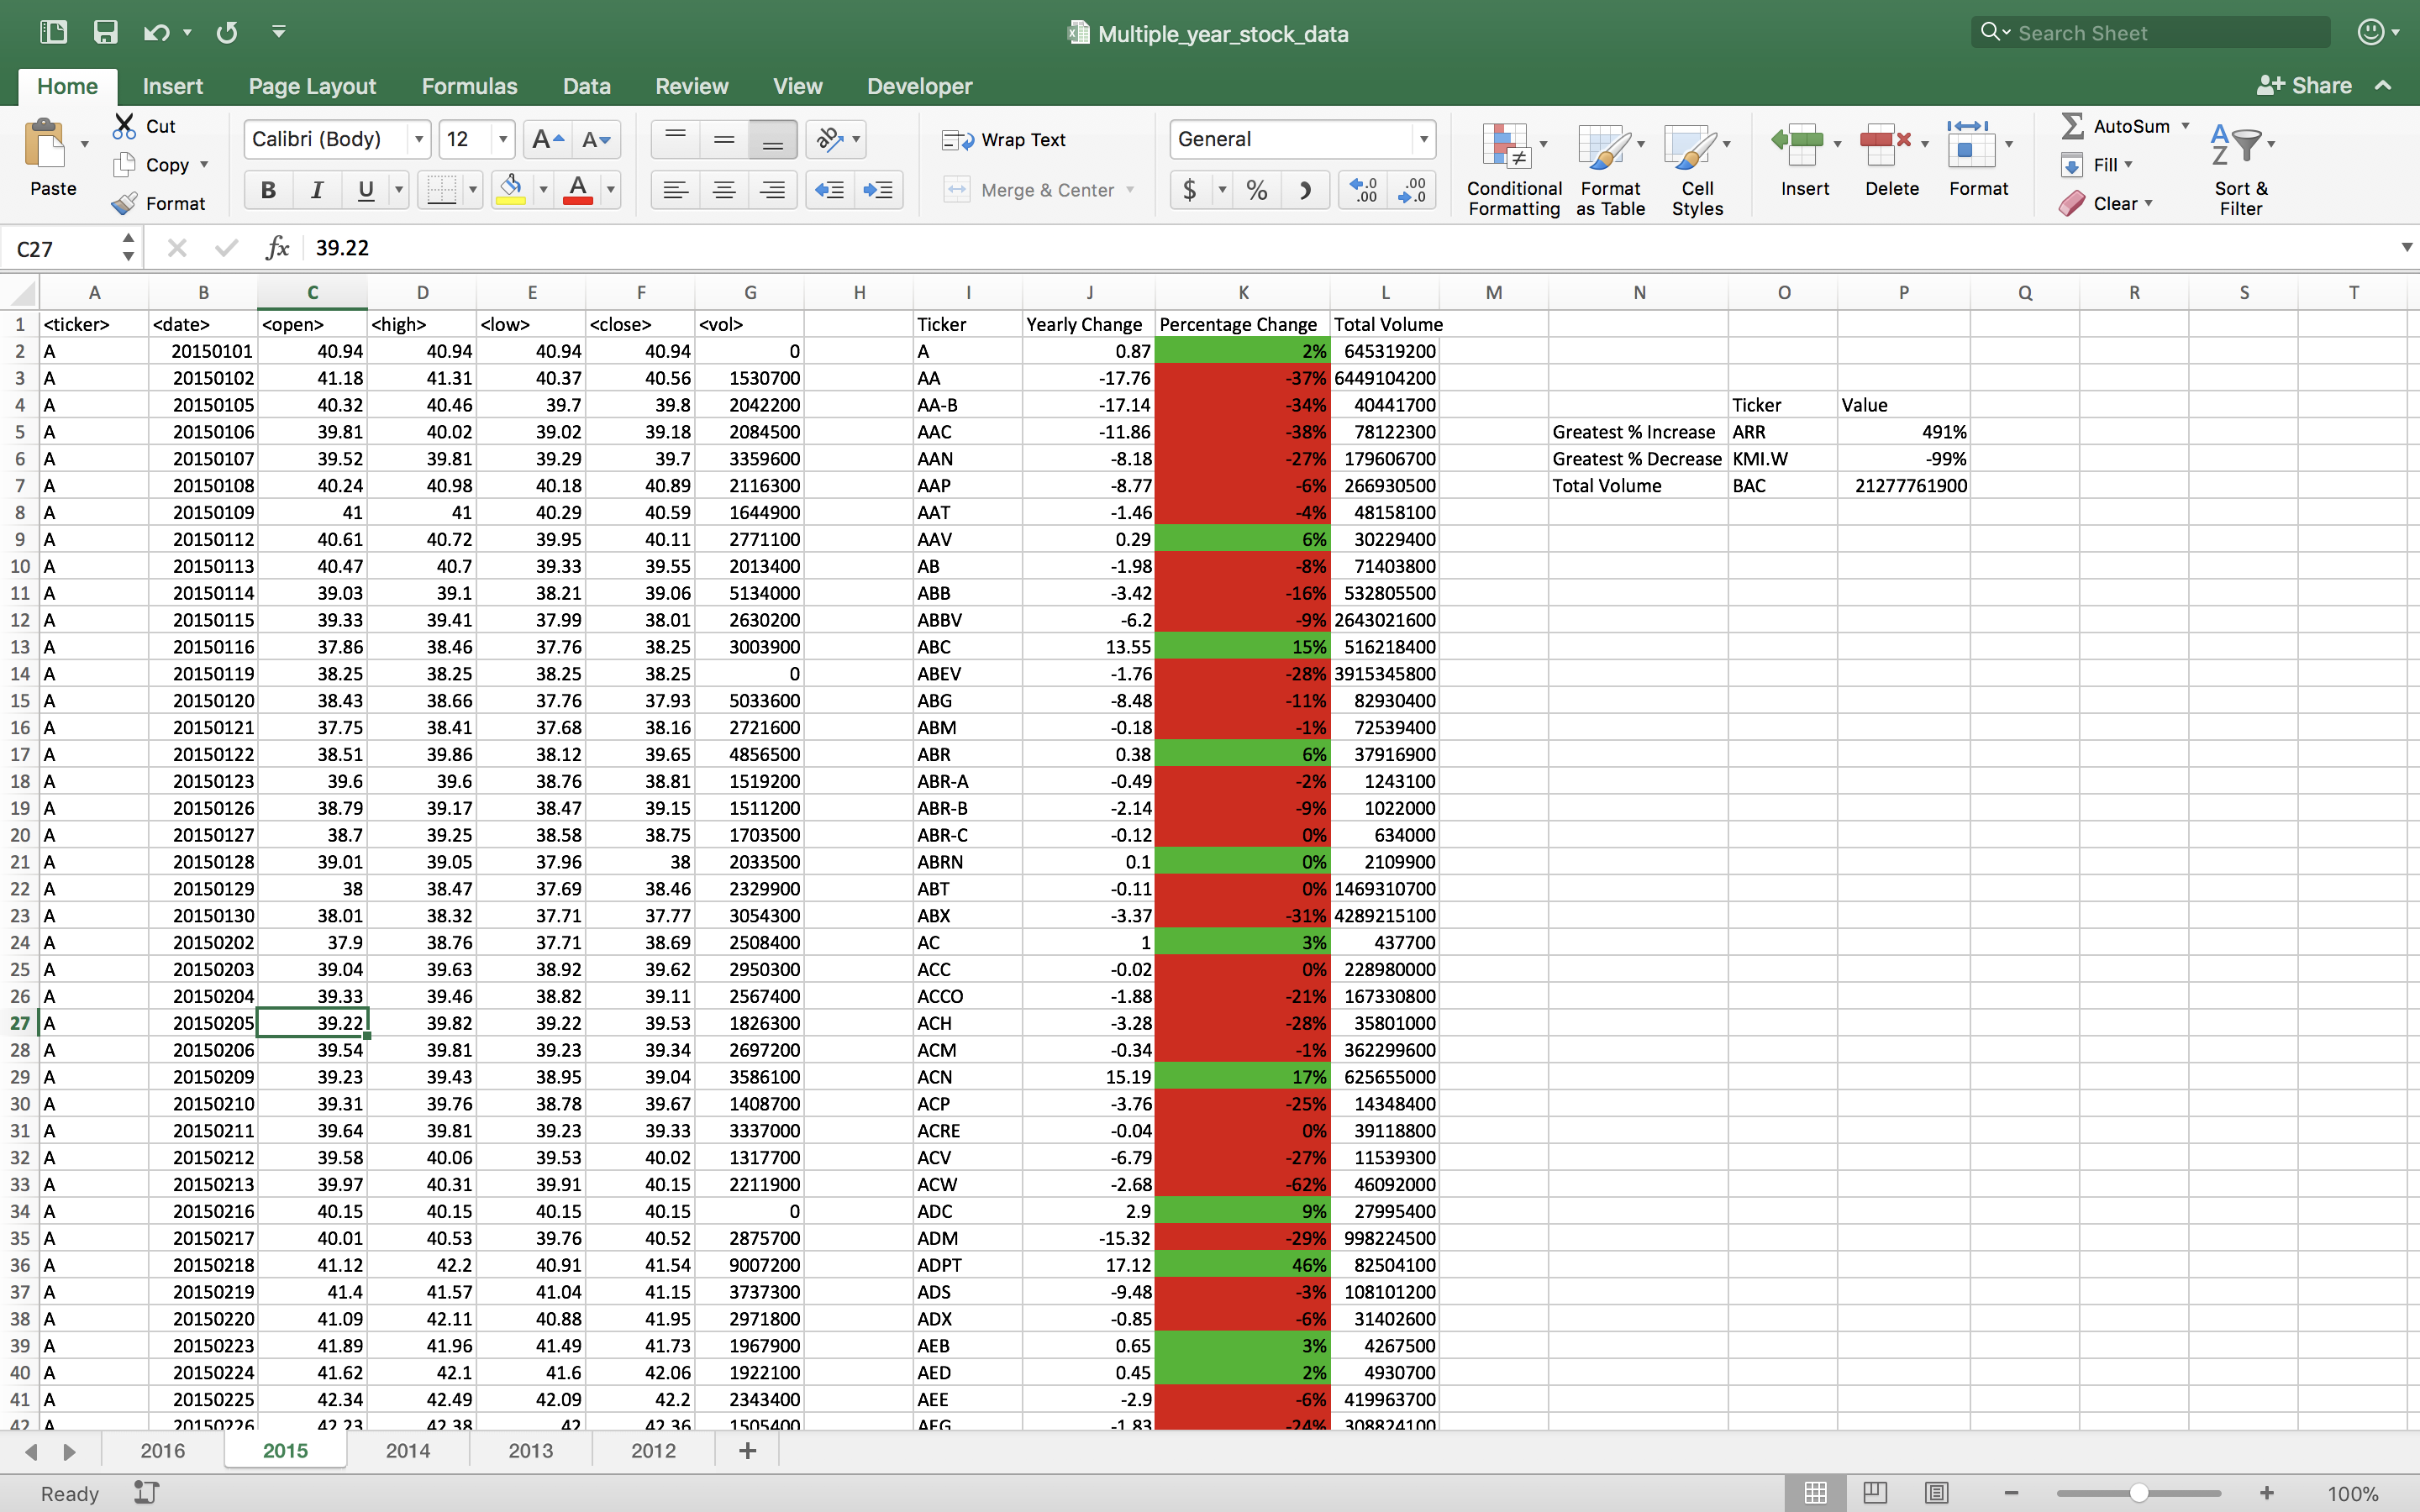 Multiple_year_stock_data
Search Sheet
Home Insert Page Layout Formulas Data Review View Developer Share
Paste Cut Copy Format
Calibri (Body) 12 A A B I U A
Wrap Text Merge & Center
General $ % .0 .00 .00 .0
Conditional Formatting Format as Table Cell Styles Insert Delete Format
AutoSum Fill Clear AZ Sort & Filter
C27 fx 39.22
A B C D E F G H I J K L M N O P Q R S T
1 <ticker> <date> <open> <high> <low> <close> <vol> Ticker Yearly Change Percentage Change Total Volume
2 A 20150101 40.94 40.94 40.94 40.94 0 A 0.87 2% 645319200
3 A 20150102 41.18 41.31 40.37 40.56 1530700 AA -17.76 -37% 6449104200
4 A 20150105 40.32 40.46 39.7 39.8 2042200 AA-B -17.14 -34% 40441700 Ticker Value
5 A 20150106 39.81 40.02 39.02 39.18 2084500 AAC -11.86 -38% 78122300 Greatest % Increase ARR 491%
6 A 20150107 39.52 39.81 39.29 39.7 3359600 AAN -8.18 -27% 179606700 Greatest % Decrease KMI.W -99%
7 A 20150108 40.24 40.98 40.18 40.89 2116300 AAP -8.77 -6% 266930500 Total Volume BAC 21277761900
8 A 20150109 41 41 40.29 40.59 1644900 AAT -1.46 -4% 48158100
9 A 20150112 40.61 40.72 39.95 40.11 2771100 AAV 0.29 6% 30229400
10 A 20150113 40.47 40.7 39.33 39.55 2013400 AB -1.98 -8% 71403800
11 A 20150114 39.03 39.1 38.21 39.06 5134000 ABB -3.42 -16% 532805500
12 A 20150115 39.33 39.41 37.99 38.01 2630200 ABBV -6.2 -9% 2643021600
13 A 20150116 37.86 38.46 37.76 38.25 3003900 ABC 13.55 15% 516218400
14 A 20150119 38.25 38.25 38.25 38.25 0 ABEV -1.76 -28% 3915345800
15 A 20150120 38.43 38.66 37.76 37.93 5033600 ABG -8.48 -11% 82930400
16 A 20150121 37.75 38.41 37.68 38.16 2721600 ABM -0.18 -1% 72539400
17 A 20150122 38.51 39.86 38.12 39.65 4856500 ABR 0.38 6% 37916900
18 A 20150123 39.6 39.6 38.76 38.81 1519200 ABR-A -0.49 -2% 1243100
19 A 20150126 38.79 39.17 38.47 39.15 1511200 ABR-B -2.14 -9% 1022000
20 A 20150127 38.7 39.25 38.58 38.75 1703500 ABR-C -0.12 0% 634000
21 A 20150128 39.01 39.05 37.96 38 2033500 ABRN 0.1 0% 2109900
22 A 20150129 38 38.47 37.69 38.46 2329900 ABT -0.11 0% 1469310700
23 A 20150130 38.01 38.32 37.71 37.77 3054300 ABX -3.37 -31% 4289215100
24 A 20150202 37.9 38.76 37.71 38.69 2508400 AC 1 3% 437700
25 A 20150203 39.04 39.63 38.92 39.62 2950300 ACC -0.02 0% 228980000
26 A 20150204 39.33 39.46 38.82 39.11 2567400 ACCO -1.88 -21% 167330800
27 A 20150205 39.22 39.82 39.22 39.53 1826300 ACH -3.28 -28% 35801000
28 A 20150206 39.54 39.81 39.23 39.34 2697200 ACM -0.34 -1% 362299600
29 A 20150209 39.23 39.43 38.95 39.04 3586100 ACN 15.19 17% 625655000
30 A 20150210 39.31 39.76 38.78 39.67 1408700 ACP -3.76 -25% 14348400
31 A 20150211 39.64 39.81 39.23 39.33 3337000 ACRE -0.04 0% 39118800
32 A 20150212 39.58 40.06 39.53 40.02 1317700 ACV -6.79 -27% 11539300
33 A 20150213 39.97 40.31 39.91 40.15 2211900 ACW -2.68 -62% 46092000
34 A 20150216 40.15 40.15 40.15 40.15 0 ADC 2.9 9% 27995400
35 A 20150217 40.01 40.53 39.76 40.52 2875700 ADM -15.32 -29% 998224500
36 A 20150218 41.12 42.2 40.91 41.54 9007200 ADPT 17.12 46% 82504100
37 A 20150219 41.4 41.57 41.04 41.15 3737300 ADS -9.48 -3% 108101200
38 A 20150220 41.09 42.11 40.88 41.95 2971800 ADX -0.85 -6% 31402600
39 A 20150223 41.89 41.96 41.49 41.73 1967900 AEB 0.65 3% 4267500
40 A 20150224 41.62 42.1 41.6 42.06 1922100 AED 0.45 2% 4930700
41 A 20150225 42.34 42.49 42.09 42.2 2343400 AEE -2.9 -6% 419963700
42 A 20150226 42.23 42.38 42 42.36 1505400 AEG -1.83 -24% 308824100
2016 2015 2014 2013 2012 +
Ready 100%